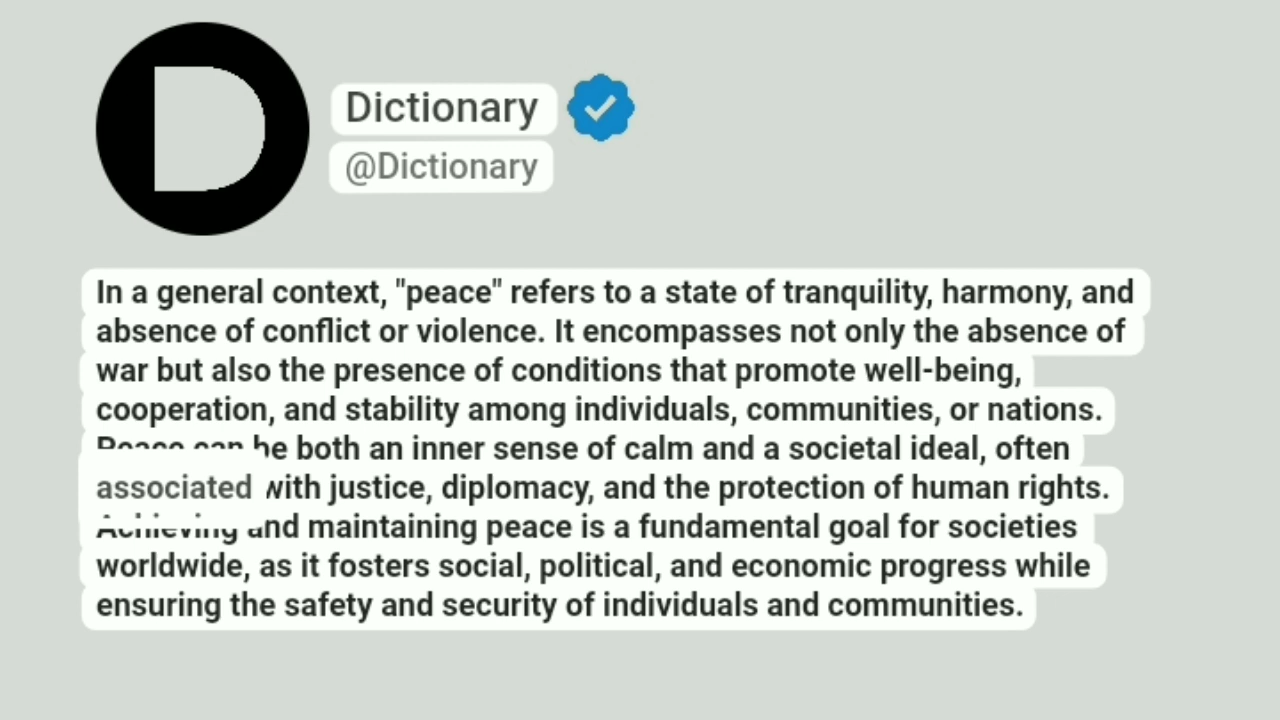 D
Dictionary
@Dictionary
In a general context, "peace" refers to a state of tranquility, harmony, and
absence of conflict or violence. It encompasses not only the absence of
war but also the presence of conditions that promote well-being,
cooperation, and stability among individuals, communities, or nations.
Peace can be both an inner sense of calm and a societal ideal, often
associated with justice, diplomacy, and the protection of human rights.
Achieving and maintaining peace is a fundamental goal for societies
worldwide, as it fosters social, political, and economic progress while
ensuring the safety and security of individuals and communities.